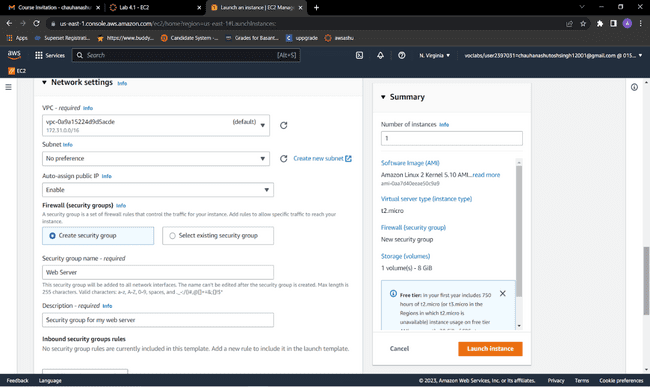 Course Invitation - chauhanashu
Lab 4.1 - EC2
Launch an instance | EC2 Manag
us-east-1.console.aws.amazon.com/ec2/home?region=us-east-1#LaunchInstances:
Apps
Superset Registrati...
https://www.buddy...
Candidate System -...
Grades for Basant...
upgrade
awsashu
aws
Services
Search
[Alt+S]
N. Virginia
EC2
Network settings Info
VPC - required Info
vpc-0a9a15224d9d5acde
(default)
172.31.0.0/16
Subnet Info
No preference
Create new subnet
Auto-assign public IP Info
Enable
Firewall (security groups) Info
A security group is a set of firewall rules that control the traffic for your instance. Add rules to allow specific traffic to reach your
instance.
Create security group
Select existing security group
Security group name - required
Web Server
This security group will be added to all network interfaces. The name can't be edited after the security group is created. Max length is
255 characters. Valid characters: a-z, A-Z, 0-9, spaces, and
Description - required Info
Security group for my web server
Inbound security groups rules
No security group rules are currently included in this template. Add a new rule to include it in the launch template.
Summary
Number of instances Info
1
Software Image (AMI)
Amazon Linux 2 Kernel 5.10 AMI...read more
ami-0aa7d40eeae50c9a9
Virtual server type (instance type)
t2.micro
Firewall (security group)
New security group
Storage (volumes)
1 volume(s) - 8 GiB
Free tier: In your first year includes 750
hours of t2.micro (or t3.micro in the
Regions in which t2.micro is
unavailable) instance usage on free tier
Cancel
Launch instance
Feedback
Language
© 2023, Amazon Web Services, Inc. or its affiliates.
Privacy
Terms
Cookie preferences